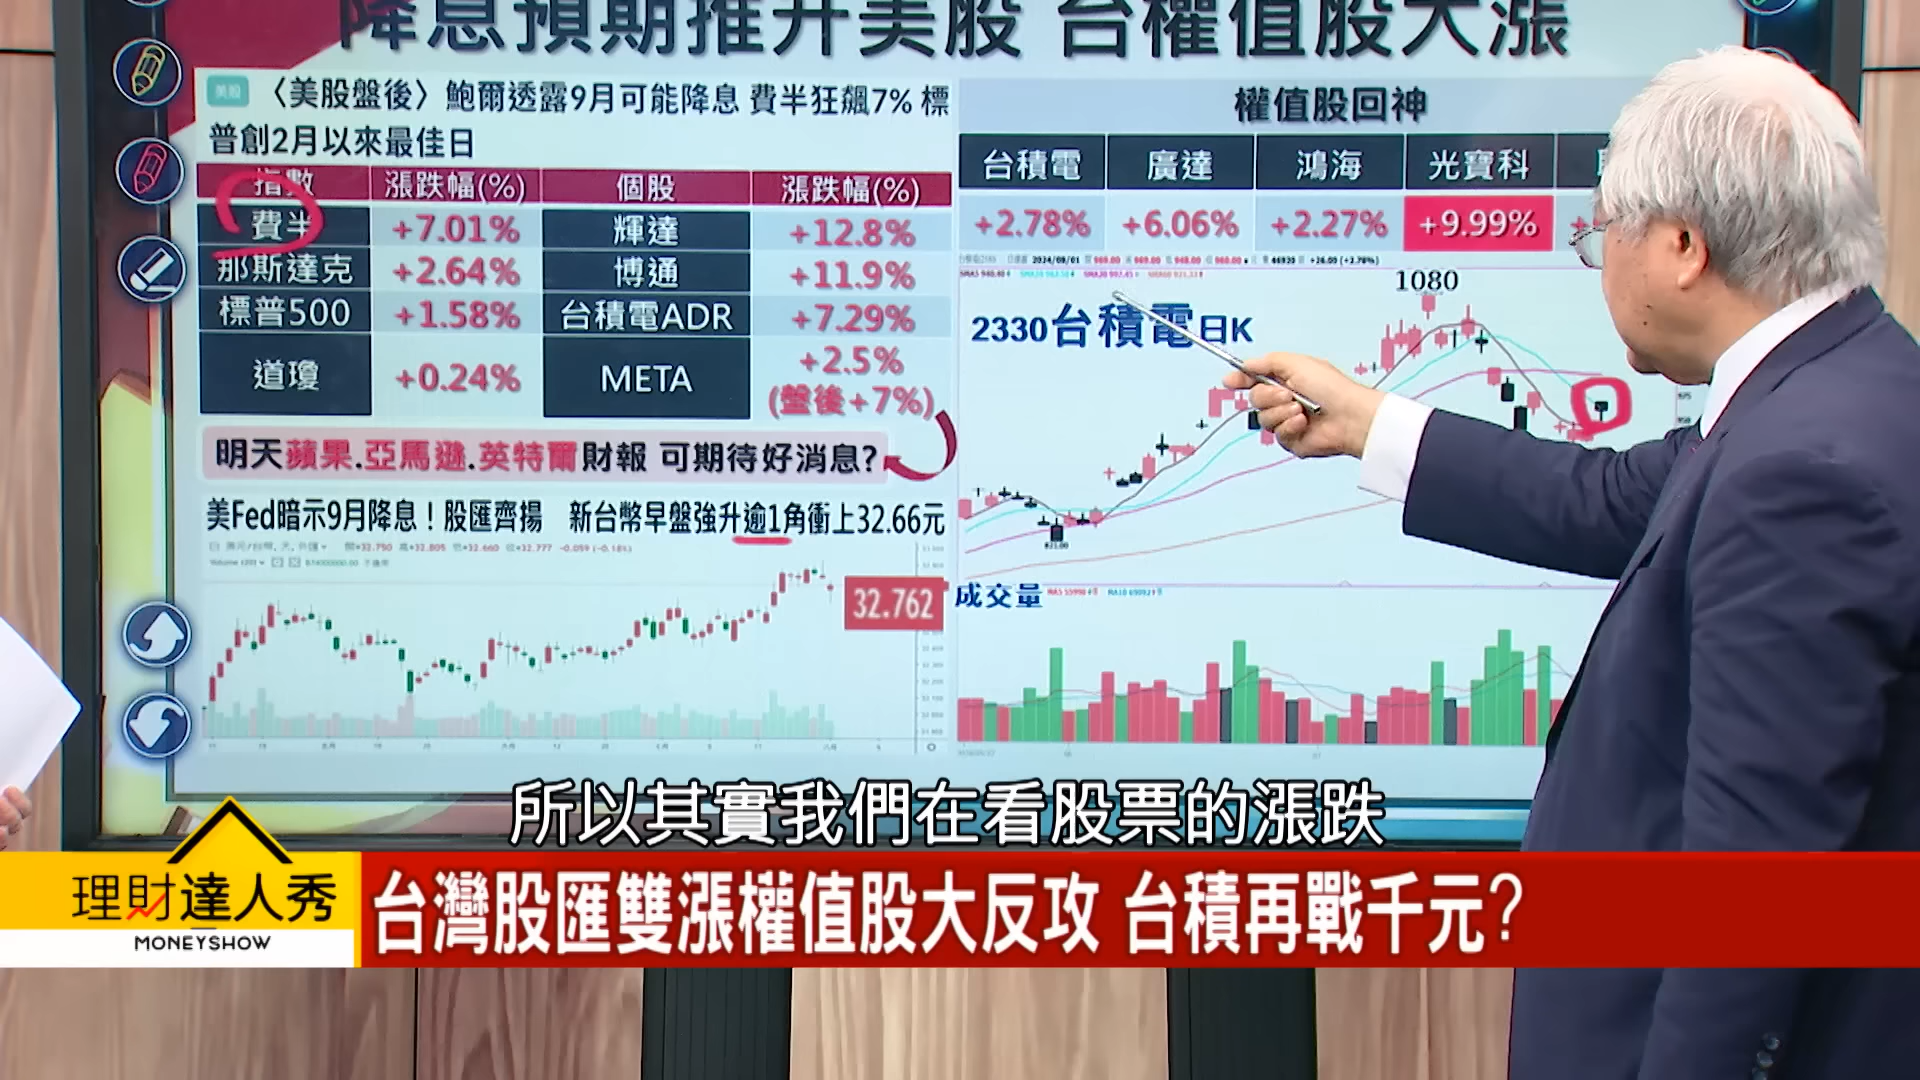 降息預期推升美股 台權值股大漲
美股 〈美股盤後〉鮑爾透露9月可能降息 費半狂飆7% 標
普創2月以來最佳日
指數 漲跌幅(%) 個股 漲跌幅(%)
費半 +7.01% 輝達 +12.8%
那斯達克 +2.64% 博通 +11.9%
標普500 +1.58% 台積電ADR +7.29%
道瓊 +0.24% META +2.5%
(盤後+7%)
明天蘋果.亞馬遜.英特爾財報 可期待好消息?
美Fed暗示9月降息！股匯齊揚 新台幣早盤強升逾1角衝上32.66元
32.762
權值股回神
台積電 廣達 鴻海 光寶科
+2.78% +6.06% +2.27% +9.99%
2024/08/01
1080
2330台積電日K
成交量
所以其實我們在看股票的漲跌
理財達人秀
MONEYSHOW
台灣股匯雙漲權值股大反攻 台積再戰千元?